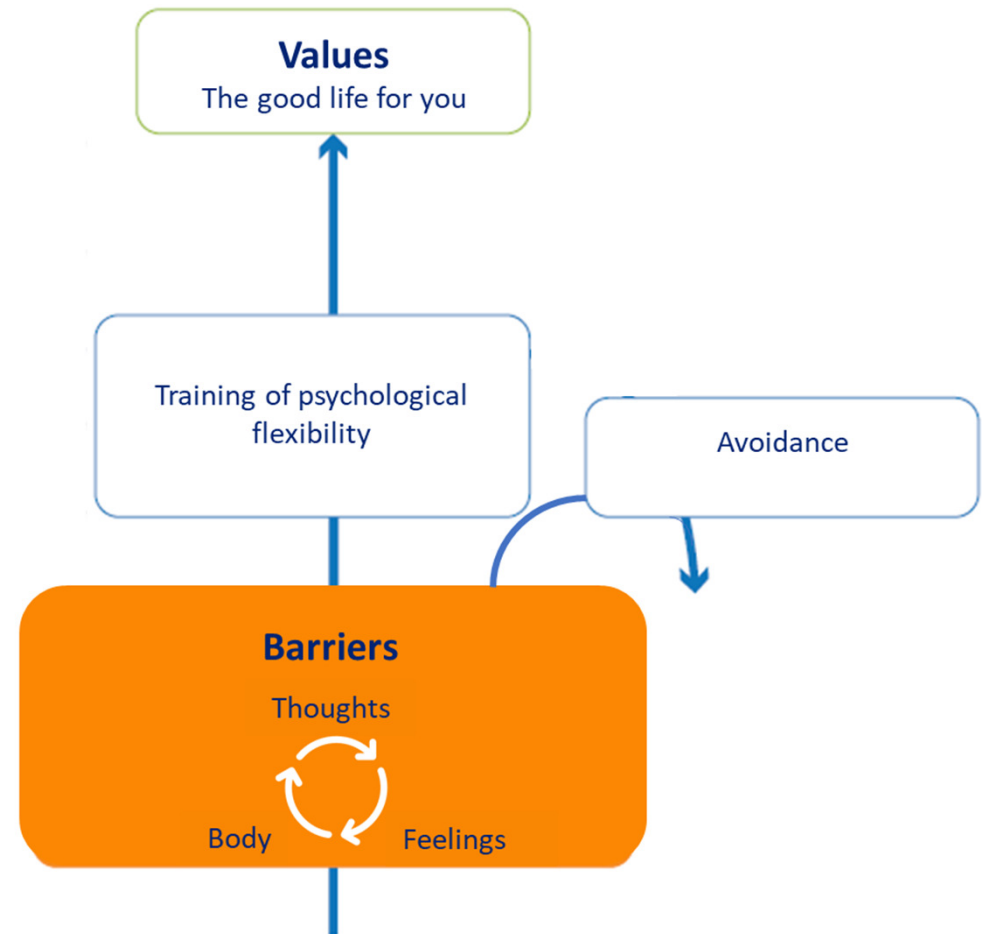 Values
The good life for you
Training of psychological
flexibility
Avoidance
Barriers
Thoughts
Body
Feelings